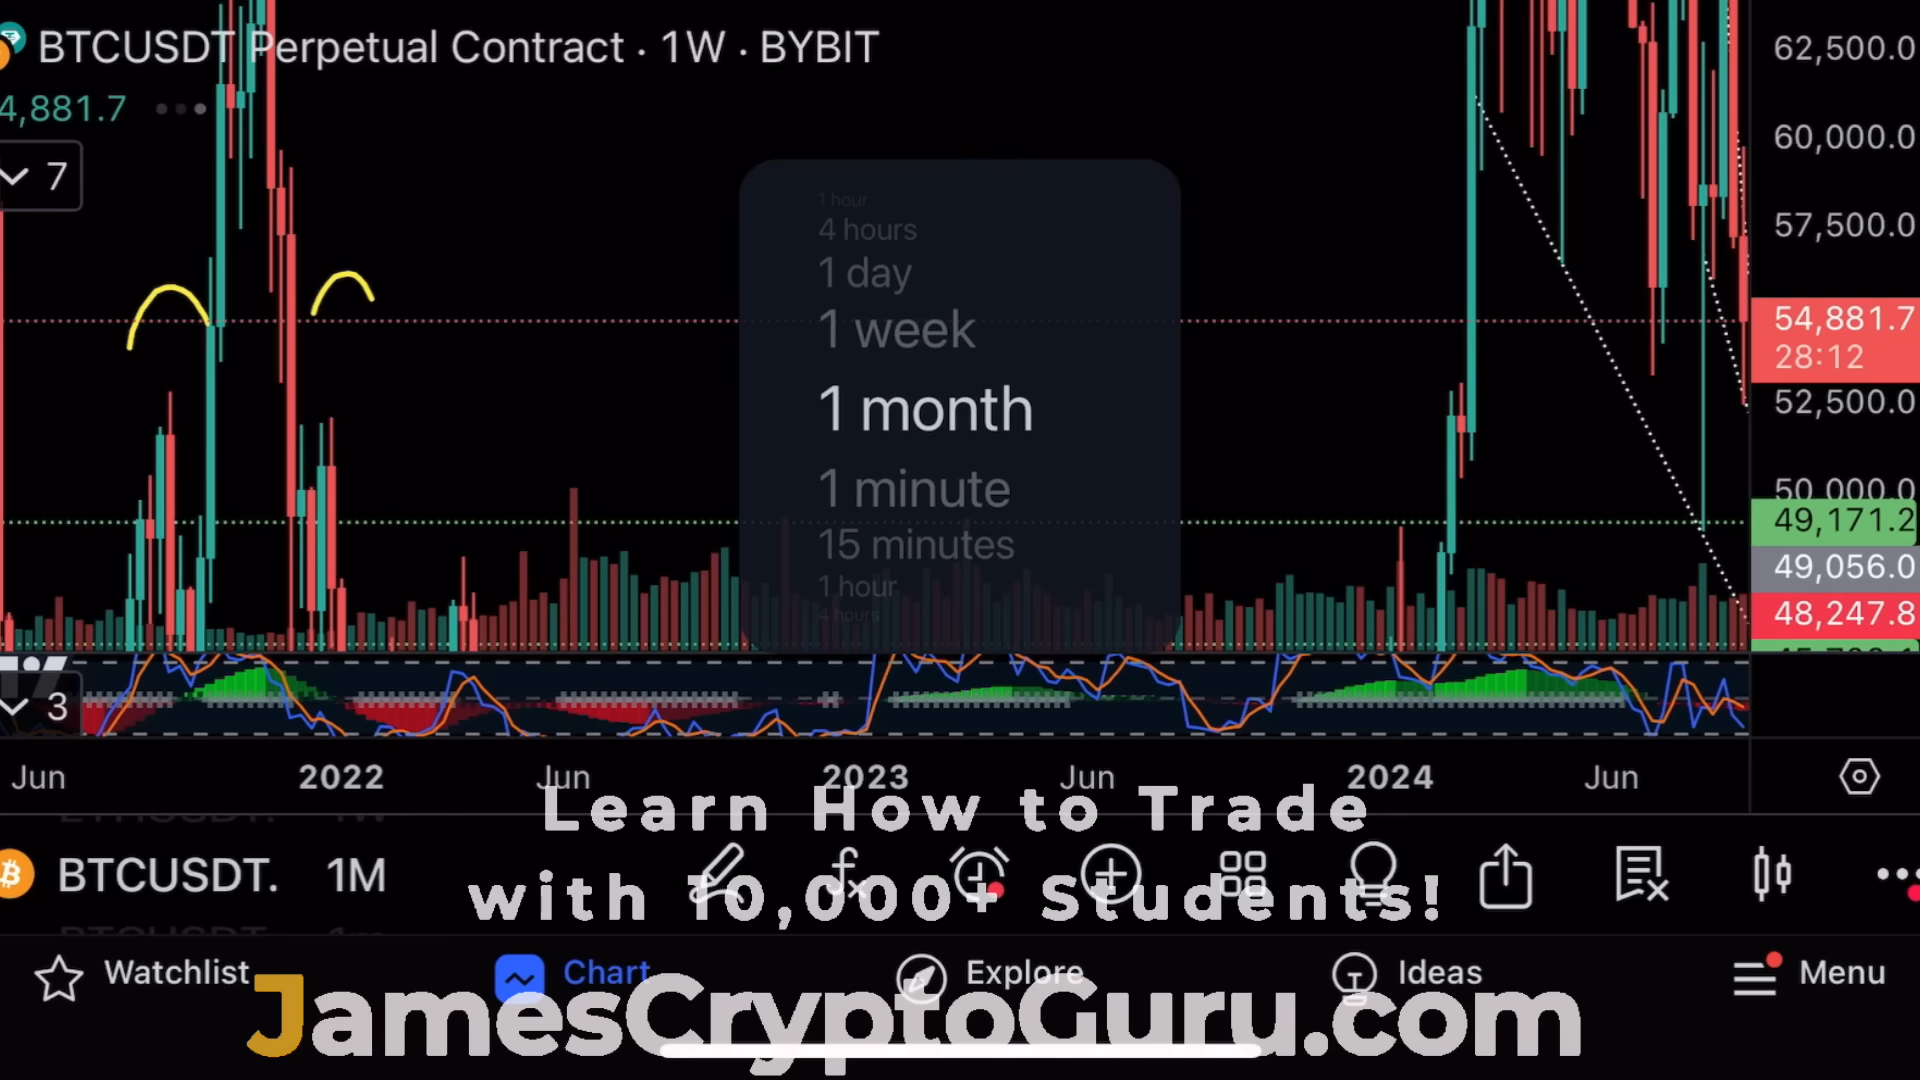 BTCUSDT Perpetual Contract · 1W · BYBIT
4,881.7
7
62,500.0
60,000.0
57,500.0
54,881.7
28:12
52,500.0
50,000.0
49,171.2
49,056.0
48,247.8
1 hour
4 hours
1 day
1 week
1 month
1 minute
15 minutes
1 hour
4 hours
3
Jun 2022 Jun 2023 Jun 2024 Jun
Learn How to Trade
BTCUSDT. 1M
with 10,000+ Students!
Watchlist Chart Explore Ideas Menu
JamesCryptoGuru.com